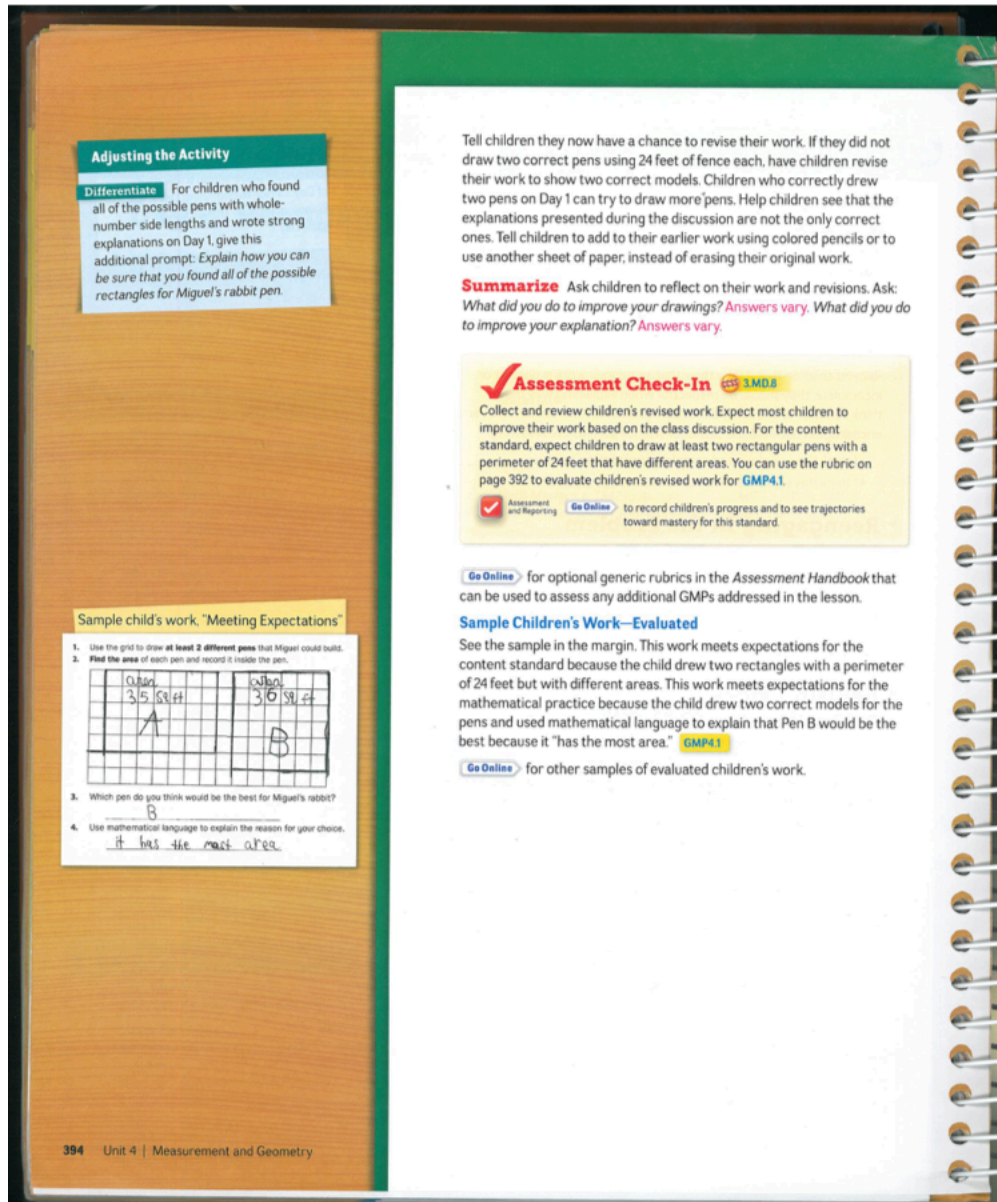 Adjusting the Activity
Differentiate For children who found
all of the possible pens with whole-
number side lengths and wrote strong
explanations on Day 1, give this
additional prompt: Explain how you can
be sure that you found all of the possible
rectangles for Miguel's rabbit pen.
Tell children they now have a chance to revise their work. If they did not
draw two correct pens using 24 feet of fence each, have children revise
their work to show two correct models. Children who correctly drew
two pens on Day 1 can try to draw more pens. Help children see that the
explanations presented during the discussion are not the only correct
ones. Tell children to add to their earlier work using colored pencils or to
use another sheet of paper, instead of erasing their original work.
Summarize Ask children to reflect on their work and revisions. Ask:
What did you do to improve your drawings? Answers vary. What did you do
to improve your explanation? Answers vary.
Assessment Check-In CCSS 3.MD.8
Collect and review children's revised work. Expect most children to
improve their work based on the class discussion. For the content
standard, expect children to draw at least two rectangular pens with a
perimeter of 24 feet that have different areas. You can use the rubric on
page 392 to evaluate children's revised work for GMP4.1.
Assessment
and Reporting
Go Online to record children's progress and to see trajectories
toward mastery for this standard.
Go Online for optional generic rubrics in the Assessment Handbook that
can be used to assess any additional GMPs addressed in the lesson.
Sample Children's Work—Evaluated
See the sample in the margin. This work meets expectations for the
content standard because the child drew two rectangles with a perimeter
of 24 feet but with different areas. This work meets expectations for the
mathematical practice because the child drew two correct models for the
pens and used mathematical language to explain that Pen B would be the
best because it "has the most area." GMP4.1
Go Online for other samples of evaluated children's work.
Sample child's work, "Meeting Expectations"
1. Use the grid to draw at least 2 different pens that Miguel could build.
2. Find the area of each pen and record it inside the pen.
area
35 sq ft
A
area
36 sq ft
B
3. Which pen do you think would be the best for Miguel's rabbit?
B
4. Use mathematical language to explain the reason for your choice.
it has the most area
394 Unit 4 | Measurement and Geometry